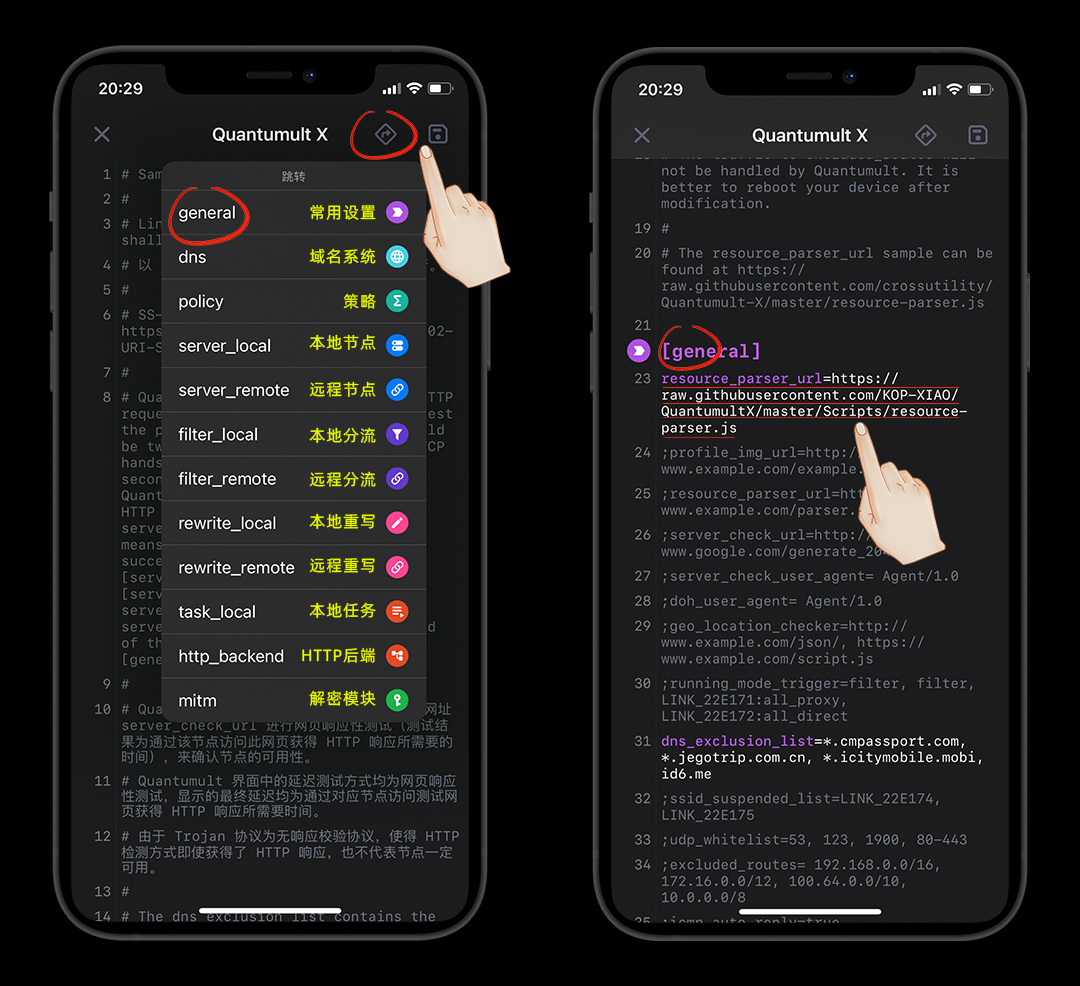 20:29
Quantumult X
跳转
general 常用设置
dns 域名系统
policy 策略
server_local 本地节点
server_remote 远程节点
filter_local 本地分流
filter_remote 远程分流
rewrite_local 本地重写
rewrite_remote 远程重写
task_local 本地任务
http_backend HTTP后端
mitm 解密模块
1 # Sam
2 #
3 # Lin
shall
4 # 以
5 #
6 # SS-
https 02-
URI-S
7 #
8 # Qua TTP
reque est
the p ld
be tw CP
hands
secon
Quant
HTTP
serve
means
succe
[serv
[serv
serve
serve d
of th
[gene
9 #
10 # Qua 网址
server_check_url 进行网页响应性测试（测试结
果为通过该节点访问此网页获得 HTTP 响应所需要的
时间），来确认节点的可用性。
11 # Quantumult 界面中的延迟测试方式均为网页响应
性测试，显示的最终延迟均为通过对应节点访问测试网
页获得 HTTP 响应所需要时间。
12 # 由于 Trojan 协议为无响应校验协议，使得 HTTP
检测方式即使获得了 HTTP 响应，也不代表节点一定
可用。
13 #
14 # The dns exclusion list contains the
20:29
Quantumult X
not be handled by Quantumult. It is
better to reboot your device after
modification.
19 #
20 # The resource_parser_url sample can be
found at https://
raw.githubusercontent.com/crossutility/
Quantumult-X/master/resource-parser.js
21
[general]
23 resource_parser_url=https://
raw.githubusercontent.com/KOP-XIAO/
QuantumultX/master/Scripts/resource-
parser.js
24 ;profile_img_url=http:/
www.example.com/example.
25 ;resource_parser_url=htt
www.example.com/parser.
26 ;server_check_url=http:/
www.google.com/generate_20
27 ;server_check_user_agent= Agent/1.0
28 ;doh_user_agent= Agent/1.0
29 ;geo_location_checker=http://
www.example.com/json/, https://
www.example.com/script.js
30 ;running_mode_trigger=filter, filter,
LINK_22E171:all_proxy,
LINK_22E172:all_direct
31 dns_exclusion_list=*.cmpassport.com,
*.jegotrip.com.cn, *.icitymobile.mobi,
id6.me
32 ;ssid_suspended_list=LINK_22E174,
LINK_22E175
33 ;udp_whitelist=53, 123, 1900, 80-443
34 ;excluded_routes= 192.168.0.0/16,
172.16.0.0/12, 100.64.0.0/10,
10.0.0.0/8
35 ;icmp_auto_reply=true